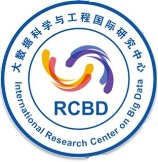 大数据科学与工程国际研究中心
RCBD
International Research Center on Big Data